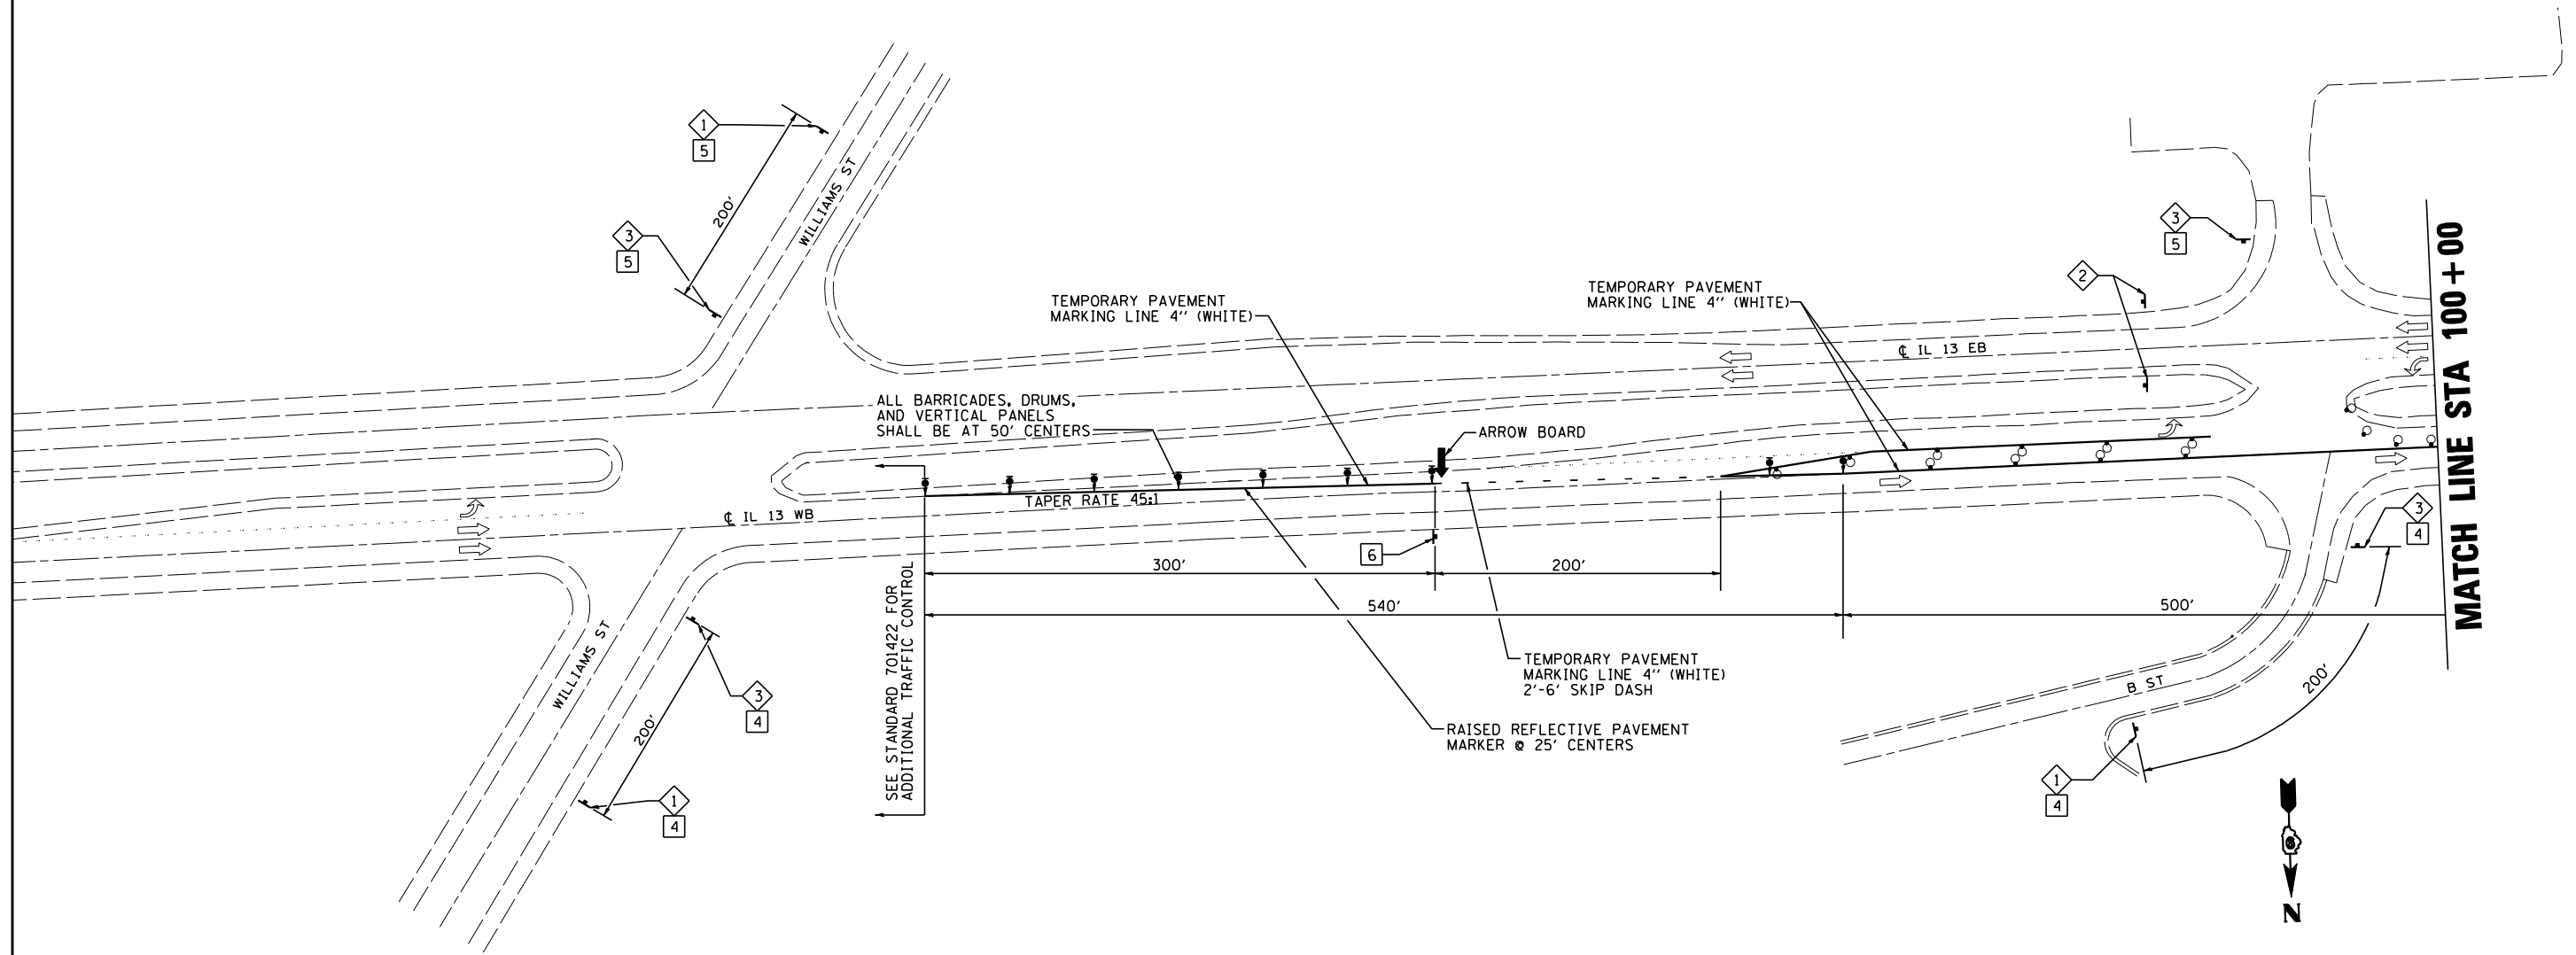 1
5
200'
WILLIAMS ST
3
5
3
5
2
TEMPORARY PAVEMENT
MARKING LINE 4'' (WHITE)
TEMPORARY PAVEMENT
MARKING LINE 4'' (WHITE)
℄ IL 13 EB
MATCH LINE STA 100+00
ALL BARRICADES, DRUMS,
AND VERTICAL PANELS
SHALL BE AT 50' CENTERS
ARROW BOARD
TAPER RATE 45:1
℄ IL 13 WB
6
300'
200'
540'
500'
3
4
SEE STANDARD 701422 FOR
ADDITIONAL TRAFFIC CONTROL
WILLIAMS ST
3
4
200'
1
4
TEMPORARY PAVEMENT
MARKING LINE 4'' (WHITE)
2'-6' SKIP DASH
RAISED REFLECTIVE PAVEMENT
MARKER @ 25' CENTERS
B ST
200'
1
4
N